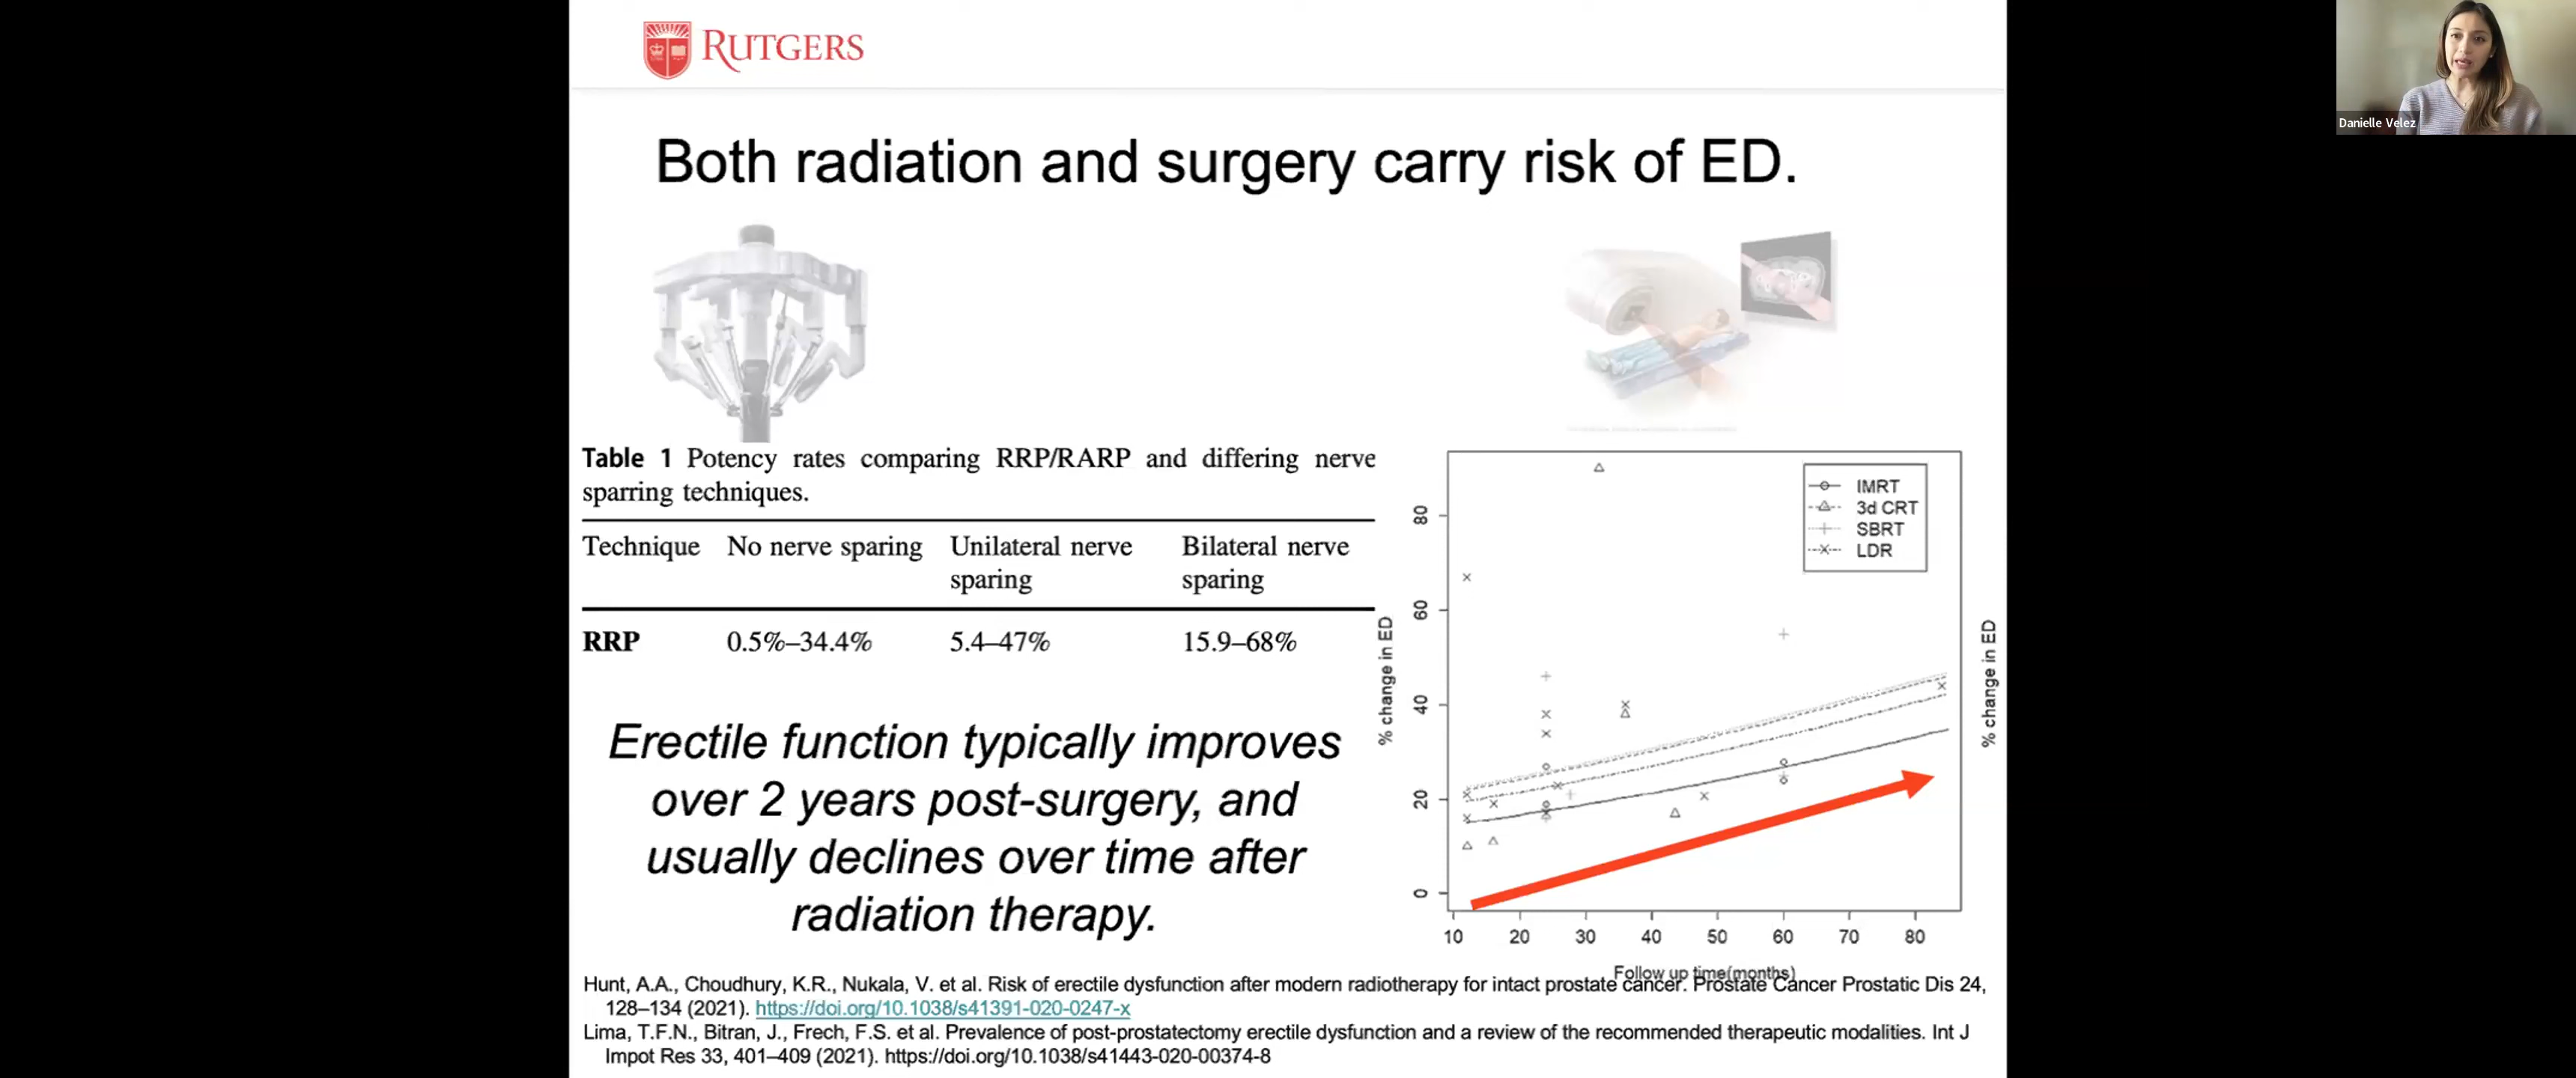 RUTGERS
Danielle Velez
Both radiation and surgery carry risk of ED.
Table 1 Potency rates comparing RRP/RARP and differing nerve
sparring techniques.
Technique No nerve sparing Unilateral nerve sparing Bilateral nerve sparing
RRP 0.5%–34.4% 5.4–47% 15.9–68%
Erectile function typically improves
over 2 years post-surgery, and
usually declines over time after
radiation therapy.
IMRT
3d CRT
SBRT
LDR
% change in ED
80
60
40
20
0
% change in ED
10 20 30 40 50 60 70 80
Follow up time(months)
Hunt, A.A., Choudhury, K.R., Nukala, V. et al. Risk of erectile dysfunction after modern radiotherapy for intact prostate cancer. Prostate Cancer Prostatic Dis 24,
128–134 (2021). https://doi.org/10.1038/s41391-020-0247-x
Lima, T.F.N., Bitran, J., Frech, F.S. et al. Prevalence of post-prostatectomy erectile dysfunction and a review of the recommended therapeutic modalities. Int J
Impot Res 33, 401–409 (2021). https://doi.org/10.1038/s41443-020-00374-8